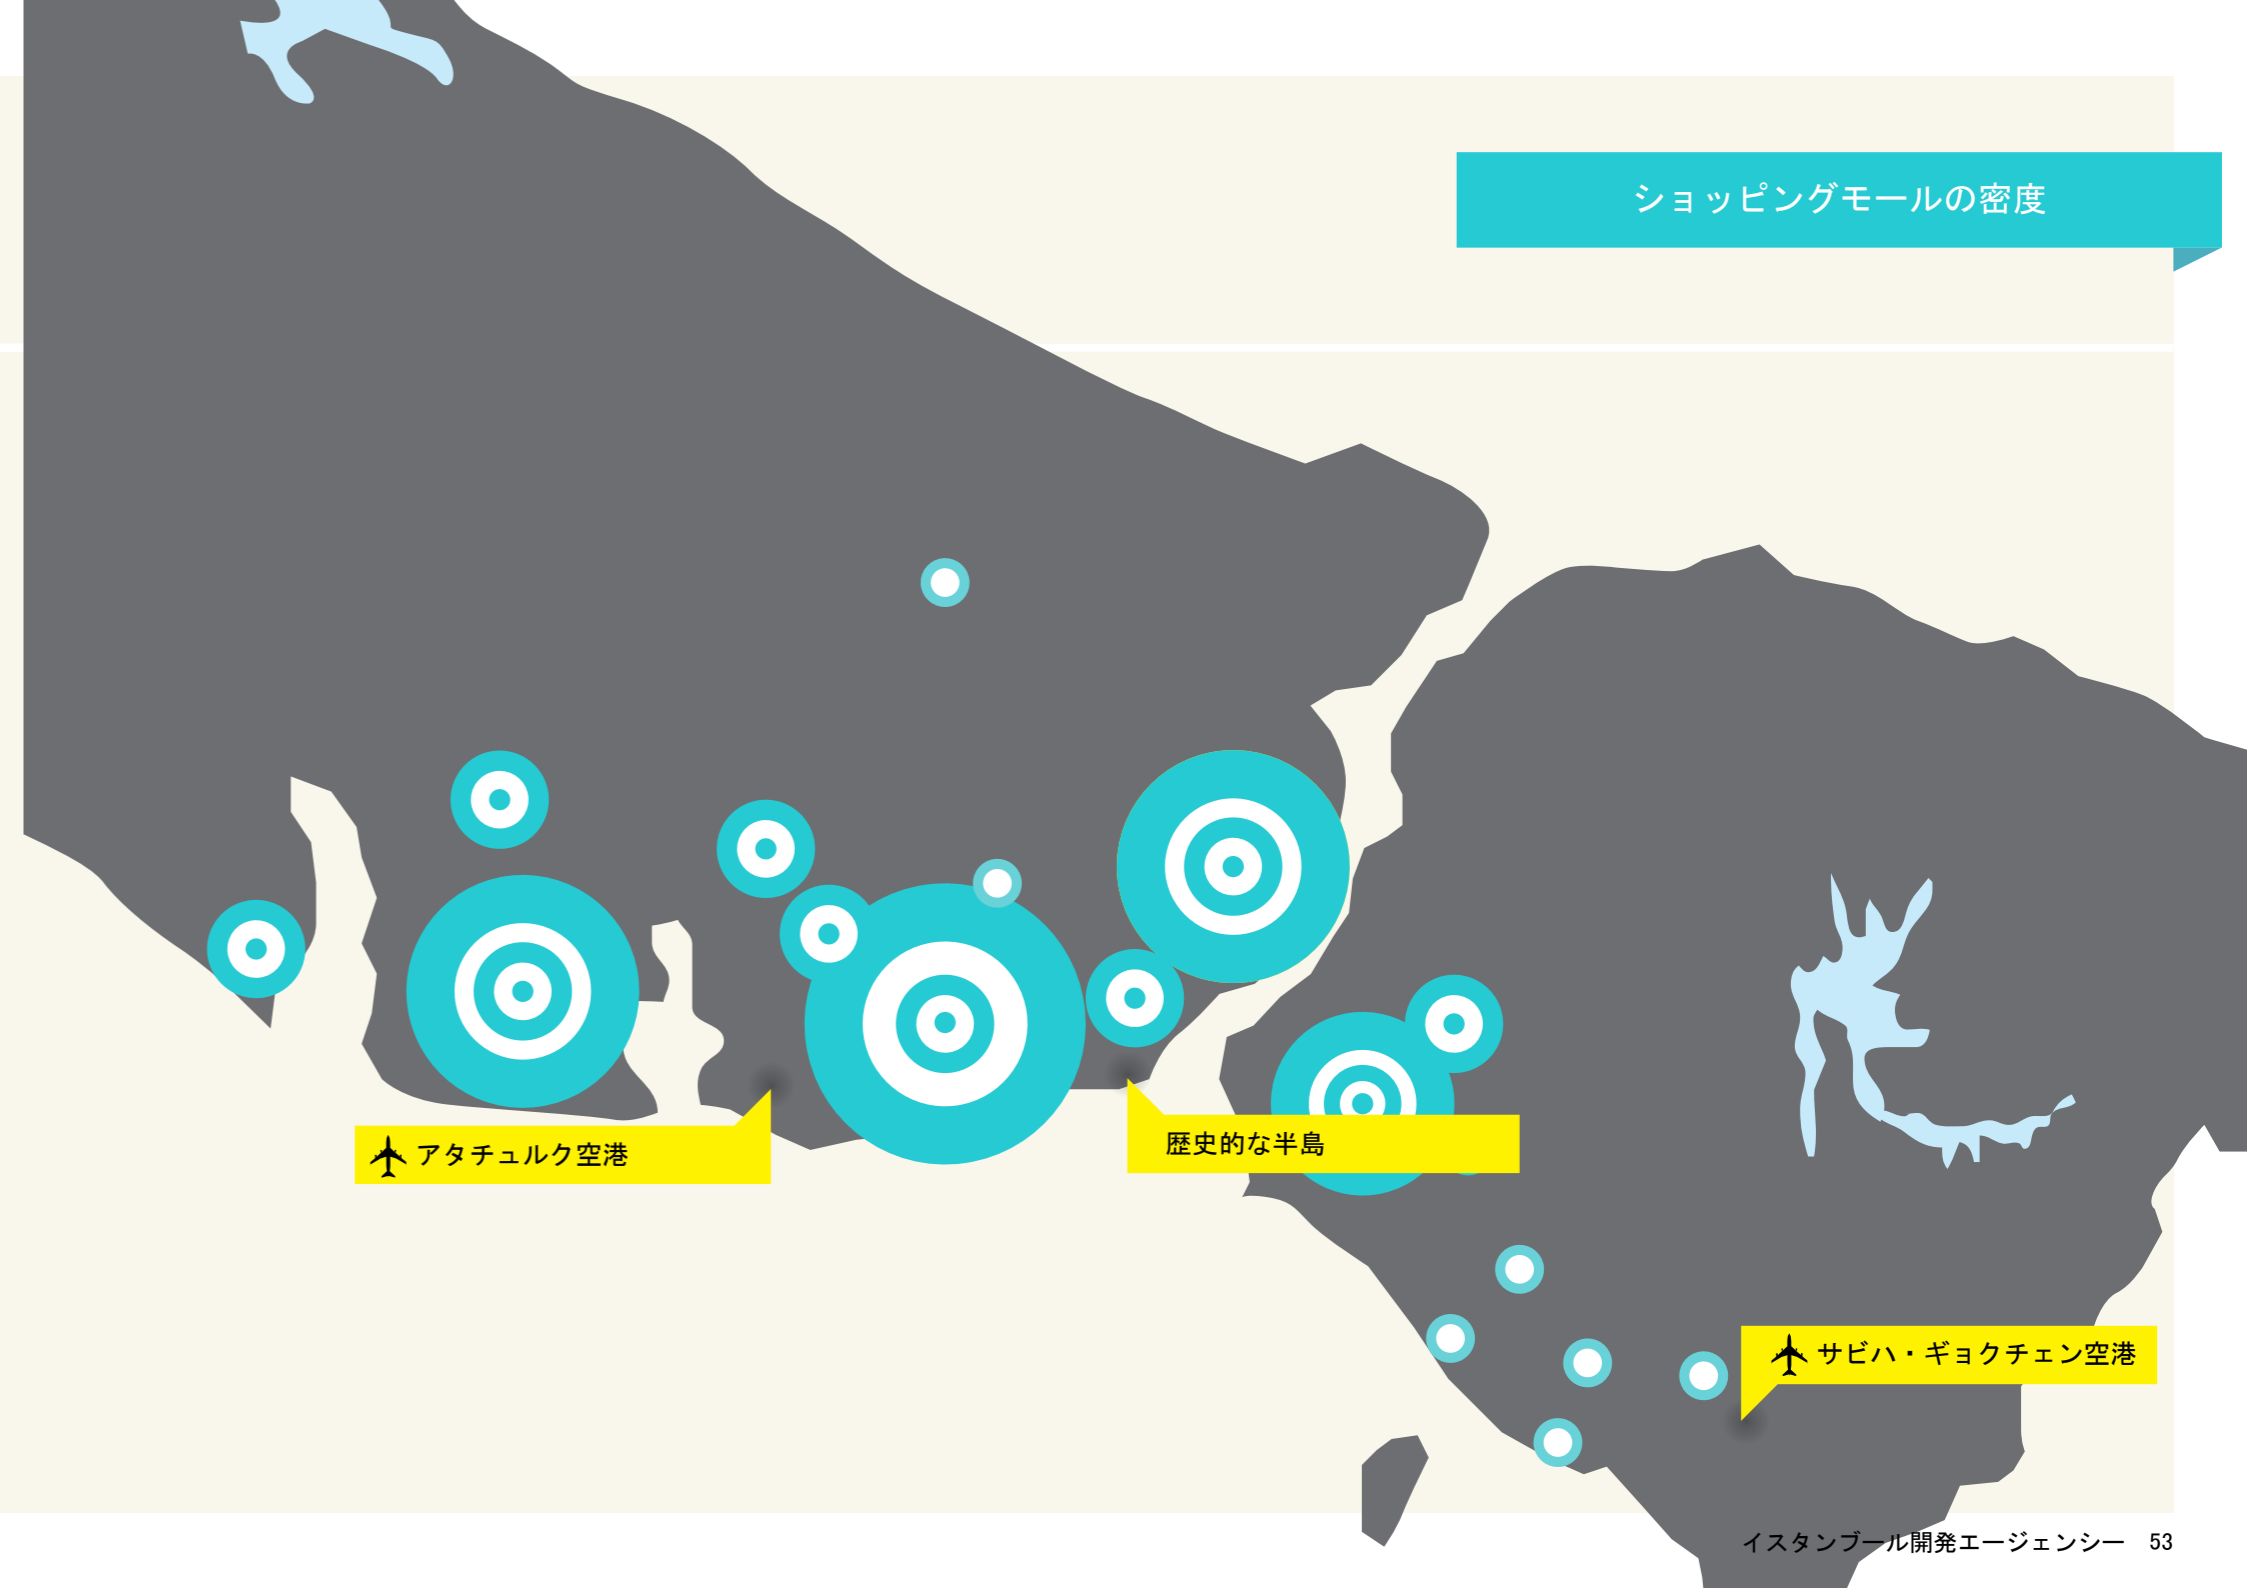 ショッピングモールの密度
アタチュルク空港
歴史的な半島
サビハ・ギョクチェン空港
イスタンブール開発エージェンシー 53